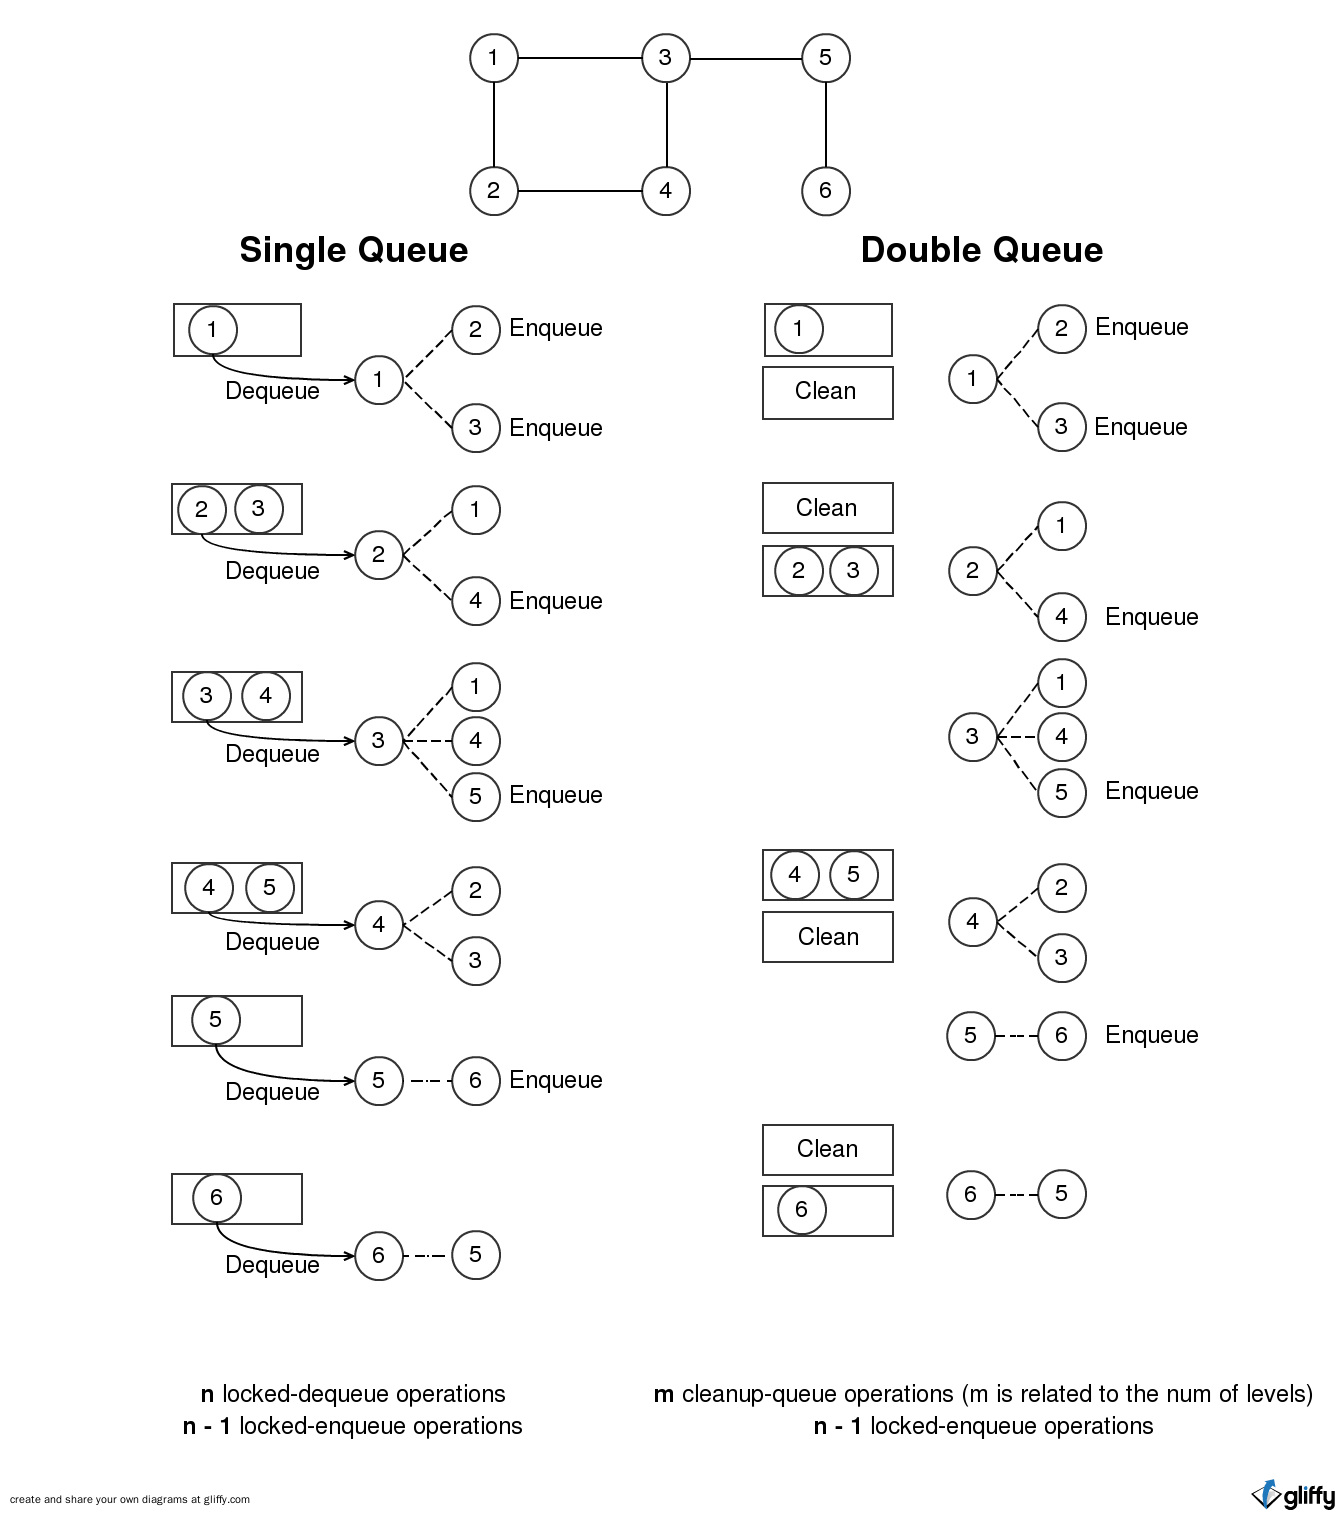 1 3 5
2 4 6
Single Queue
1
2 Enqueue
1
Dequeue
3 Enqueue
2 3
1
2
Dequeue
4 Enqueue
3 4
1
3 4
Dequeue
5 Enqueue
4 5
2
4
Dequeue
3
5
5 6 Enqueue
Dequeue
6
6 5
Dequeue
n locked-dequeue operations
n - 1 locked-enqueue operations
Double Queue
1
2 Enqueue
Clean
1
3 Enqueue
Clean
1
2 3
2
4 Enqueue
1
3 4
5 Enqueue
4 5
2
4
Clean
3
5 6 Enqueue
Clean
6
6 5
m cleanup-queue operations (m is related to the num of levels)
n - 1 locked-enqueue operations
create and share your own diagrams at gliffy.com
gliffy